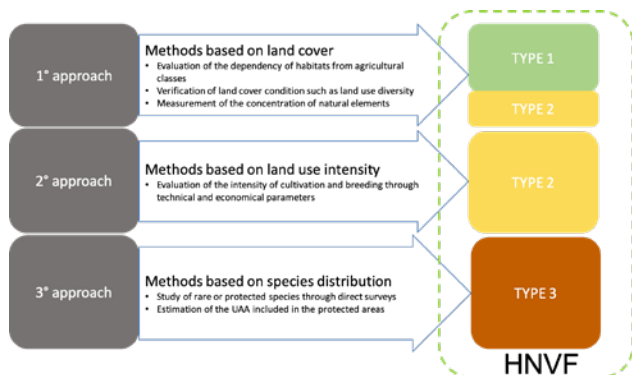 1° approach
Methods based on land cover
• Evaluation of the dependency of habitats from agricultural
classes
• Verification of land cover condition such as land use diversity
• Measurement of the concentration of natural elements
TYPE 1
TYPE 2
2° approach
Methods based on land use intensity
• Evaluation of the intensity of cultivation and breeding through
technical and economical parameters
TYPE 2
3° approach
Methods based on species distribution
• Study of rare or protected species through direct surveys
• Estimation of the UAA included in the protected areas
TYPE 3
HNVF